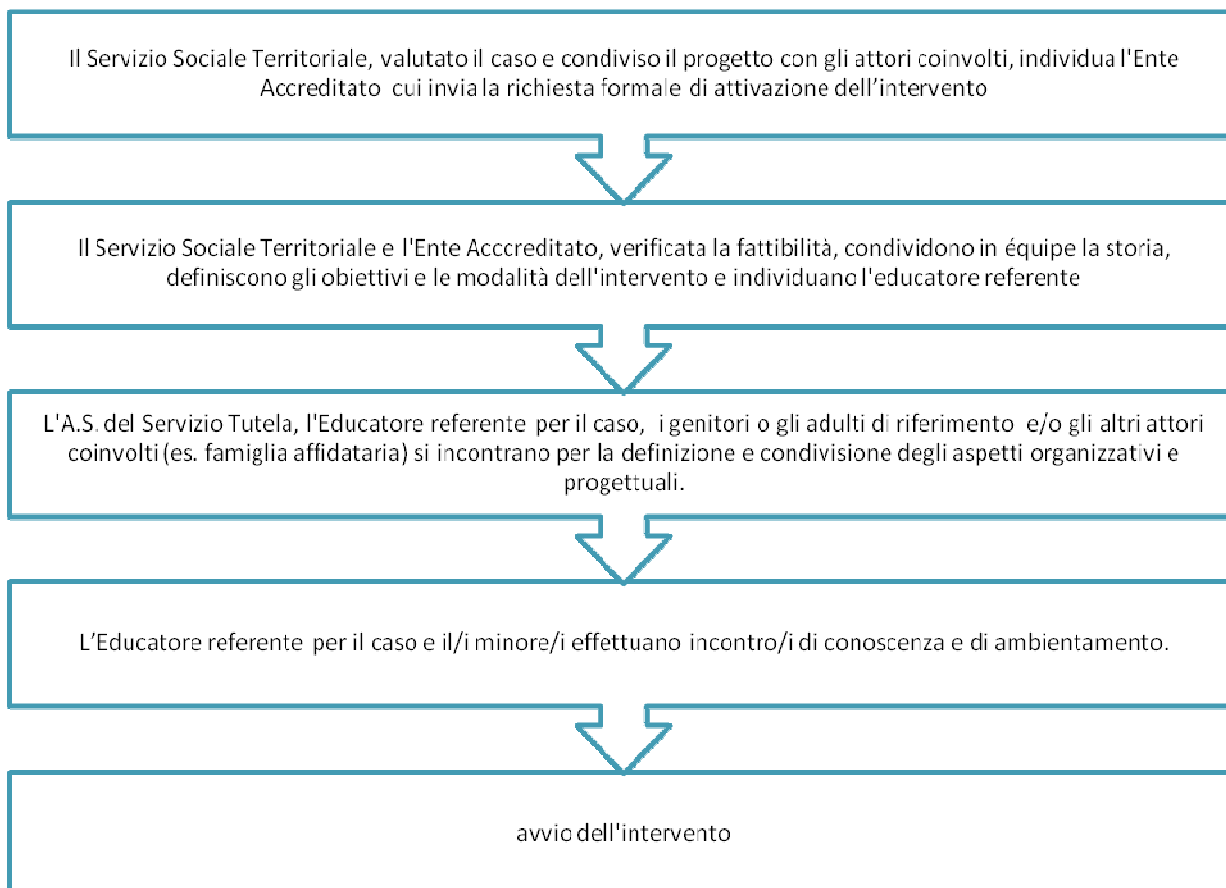 Il Servizio Sociale Territoriale, valutato il caso e condiviso il progetto con gli attori coinvolti, individua l'Ente
Accreditato cui invia la richiesta formale di attivazione dell’intervento
Il Servizio Sociale Territoriale e l'Ente Acccreditato, verificata la fattibilità, condividono in équipe la storia,
definiscono gli obiettivi e le modalità dell'intervento e individuano l'educatore referente
L'A.S. del Servizio Tutela, l'Educatore referente per il caso, i genitori o gli adulti di riferimento e/o gli altri attori
coinvolti (es. famiglia affidataria) si incontrano per la definizione e condivisione degli aspetti organizzativi e
progettuali.
L’Educatore referente per il caso e il/i minore/i effettuano incontro/i di conoscenza e di ambientamento.
avvio dell'intervento